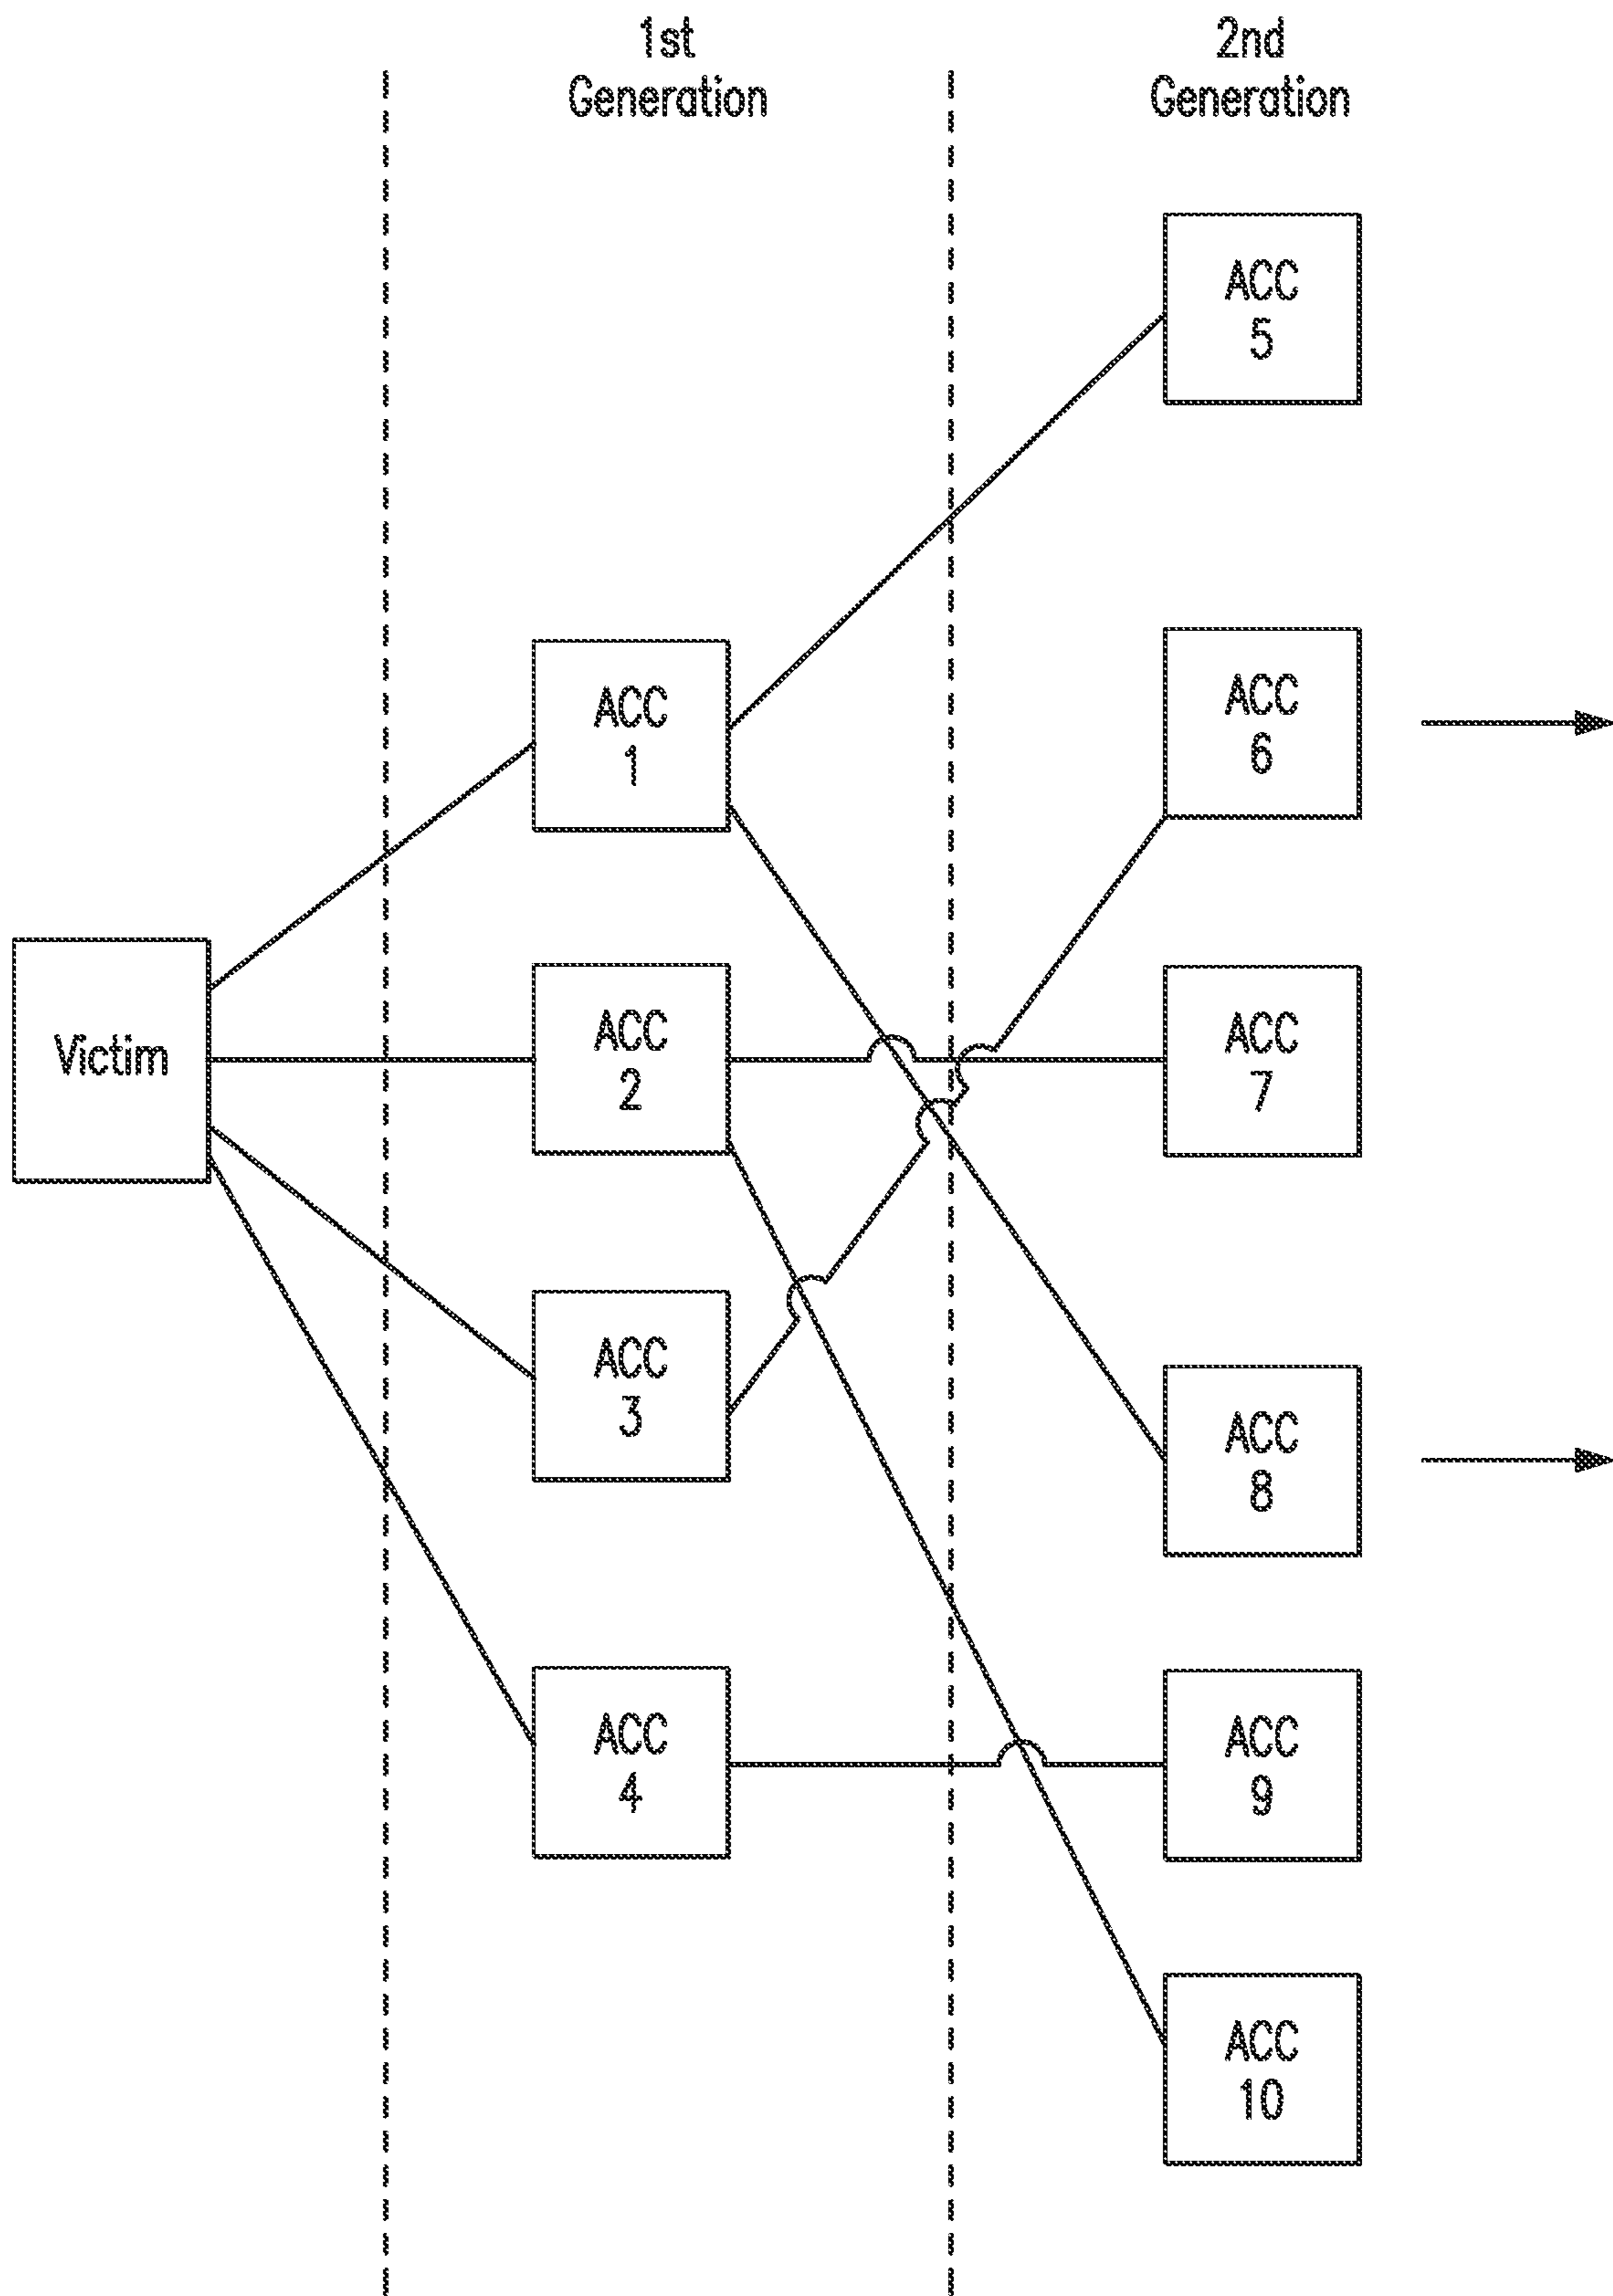 1st
Generation
2nd
Generation
Victim
ACC
1
ACC
2
ACC
3
ACC
4
ACC
5
ACC
6
ACC
7
ACC
8
ACC
9
ACC
10